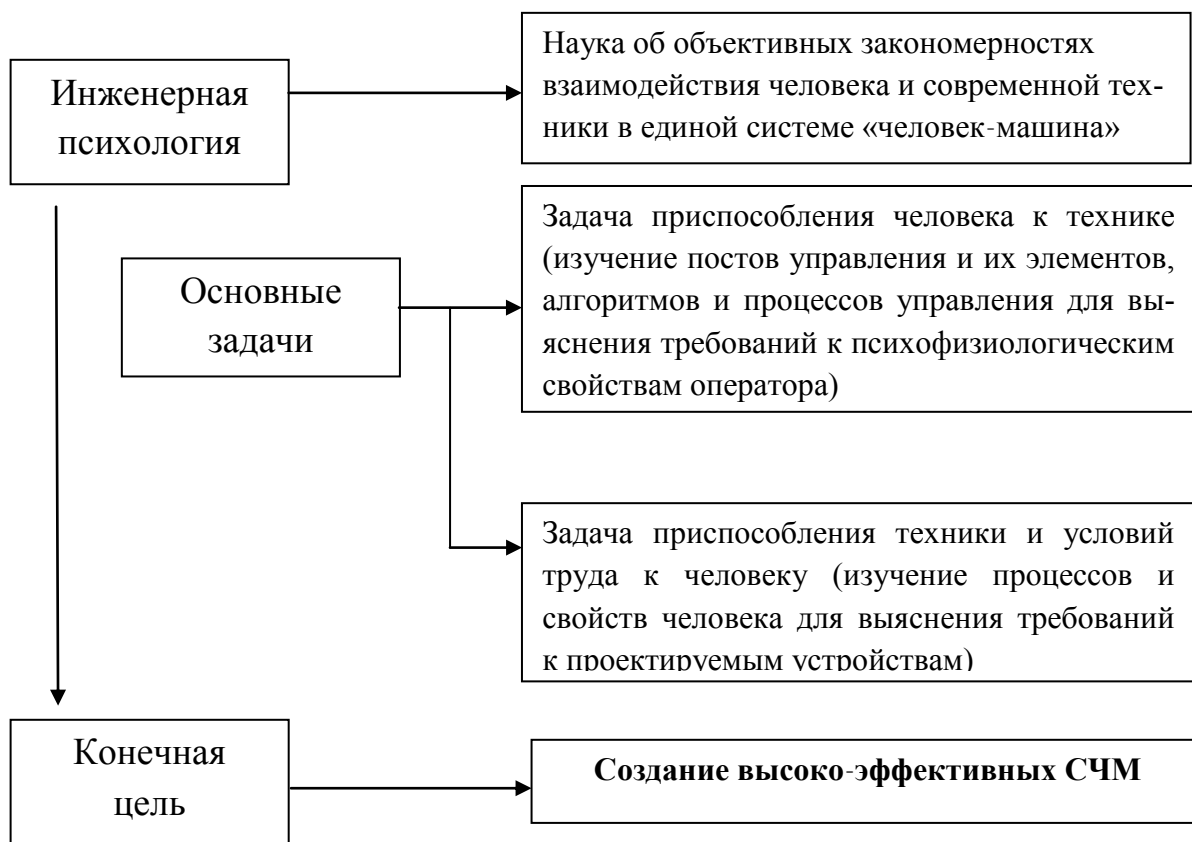 Инженерная
психология
Наука об объективных закономерностях
взаимодействия человека и современной тех-
ники в единой системе «человек-машина»
Основные
задачи
Задача приспособления человека к технике
(изучение постов управления и их элементов,
алгоритмов и процессов управления для вы-
яснения требований к психофизиологическим
свойствам оператора)
Задача приспособления техники и условий
труда к человеку (изучение процессов и
свойств человека для выяснения требований
к проектируемым устройствам)
Конечная
цель
Создание высоко-эффективных СЧМ